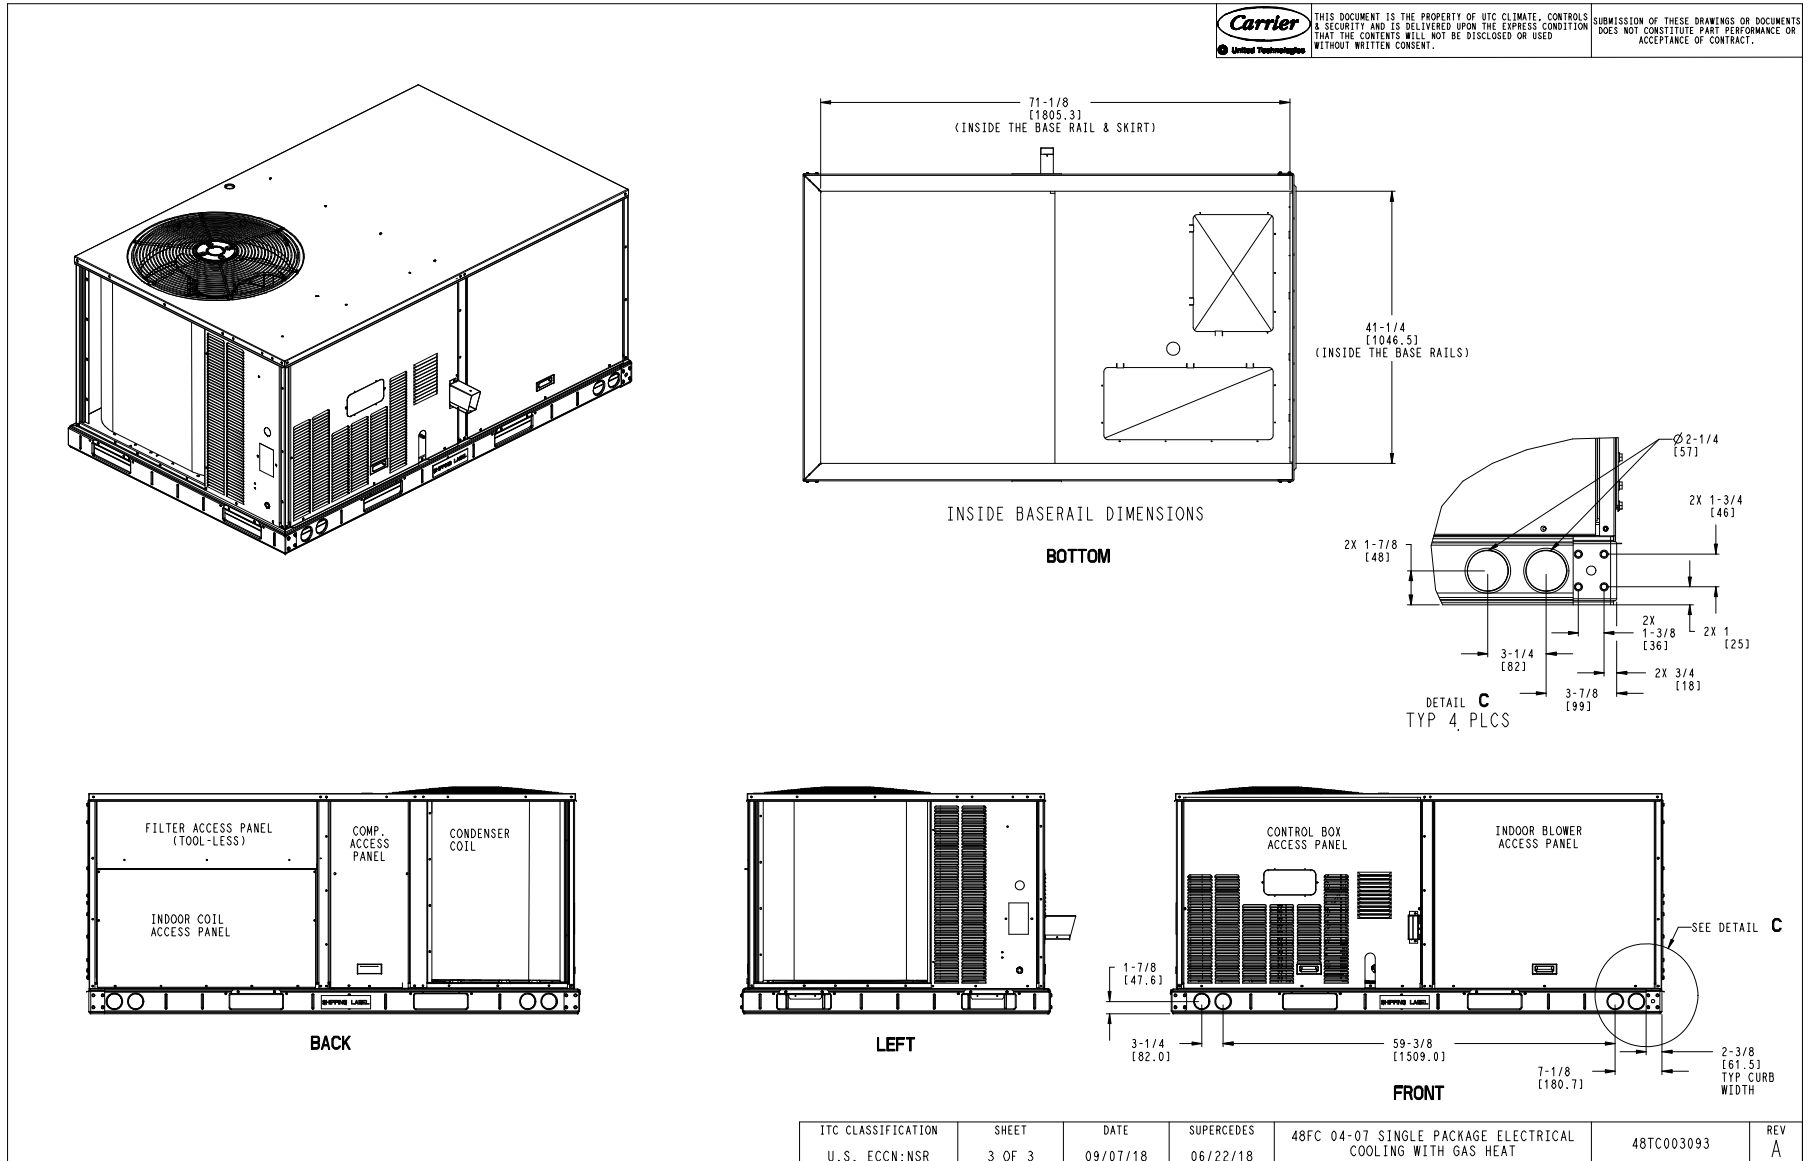 Carrier
United Technologies
THIS DOCUMENT IS THE PROPERTY OF UTC CLIMATE, CONTROLS
& SECURITY AND IS DELIVERED UPON THE EXPRESS CONDITION
THAT THE CONTENTS WILL NOT BE DISCLOSED OR USED
WITHOUT WRITTEN CONSENT.
SUBMISSION OF THESE DRAWINGS OR DOCUMENTS
DOES NOT CONSTITUTE PART PERFORMANCE OR
ACCEPTANCE OF CONTRACT.
71-1/8
[1805.3]
(INSIDE THE BASE RAIL & SKIRT)
41-1/4
[1046.5]
(INSIDE THE BASE RAILS)
SHIPPING LABEL
INSIDE BASERAIL DIMENSIONS
BOTTOM
Ø2-1/4
[57]
2X 1-3/4
[46]
2X 1-7/8
[48]
2X
1-3/8
[36]
2X 1
[25]
3-1/4
[82]
2X 3/4
[18]
3-7/8
[99]
DETAIL C
TYP 4 PLCS
FILTER ACCESS PANEL
(TOOL-LESS)
COMP.
ACCESS
PANEL
CONDENSER
COIL
INDOOR COIL
ACCESS PANEL
SHIPPING LABEL
BACK
LEFT
CONTROL BOX
ACCESS PANEL
INDOOR BLOWER
ACCESS PANEL
SEE DETAIL C
1-7/8
[47.6]
SHIPPING LABEL
3-1/4
[82.0]
59-3/8
[1509.0]
7-1/8
[180.7]
2-3/8
[61.5]
TYP CURB
WIDTH
FRONT
ITC CLASSIFICATION
U.S. ECCN:NSR
SHEET
3 OF 3
DATE
09/07/18
SUPERCEDES
06/22/18
48FC 04-07 SINGLE PACKAGE ELECTRICAL
COOLING WITH GAS HEAT
48TC003093
REV
A